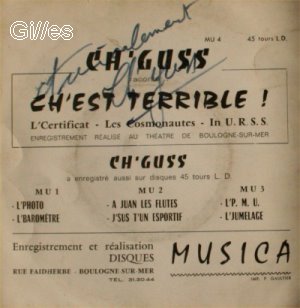 Gilles
MU 4 45 tours L.D.
CH'GUSS
raconte
CH'EST TERRIBLE !
L'Certificat - Les Cosmonautes - In U.R.S.S.
ENREGISTREMENT RÉALISÉ AU THÉATRE DE BOULOGNE-SUR-MER
CH'GUSS
a enregistré aussi sur disques 45 tours L. D.
MU 1 MU 2 MU 3
- L'PHOTO - A JUAN LES FLUTES - L'P. M. U.
- L'BAROMÈTRE - J'SUS T'UN ESPORTIF - L'JUMELAGE
Enregistrement et réalisation
DISQUES MUSICA
RUE FAIDHERBE - BOULOGNE-SUR-MER
TÉL. 31.30.44
IMP. P. GAULTIER